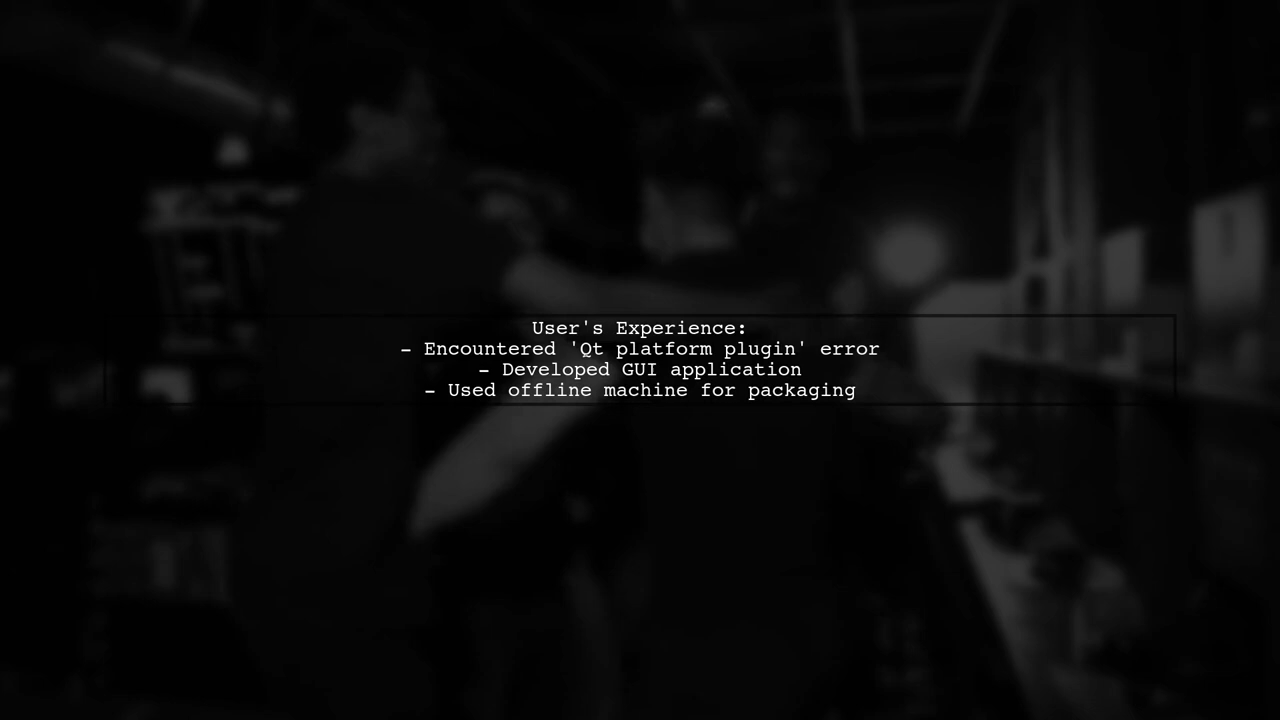 User's Experience:
- Encountered 'Qt platform plugin' error
- Developed GUI application
- Used offline machine for packaging